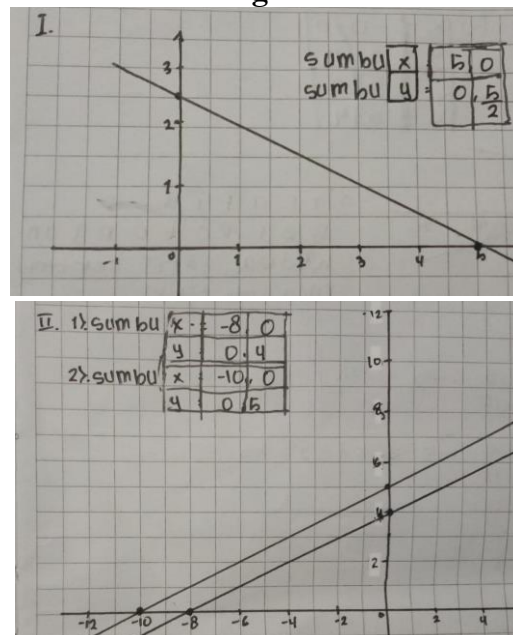 I.
sumbu x = 5 0
sumbu y = 0, 5/2
3
2
1
-1 0 1 2 3 4 5
II. 1). sumbu x = -8 0
y 0, 4
2). sumbu x = -10, 0
y : 0 5
12
10
8
6
4
2
-12 -10 -8 -6 -4 -2 0 2 4